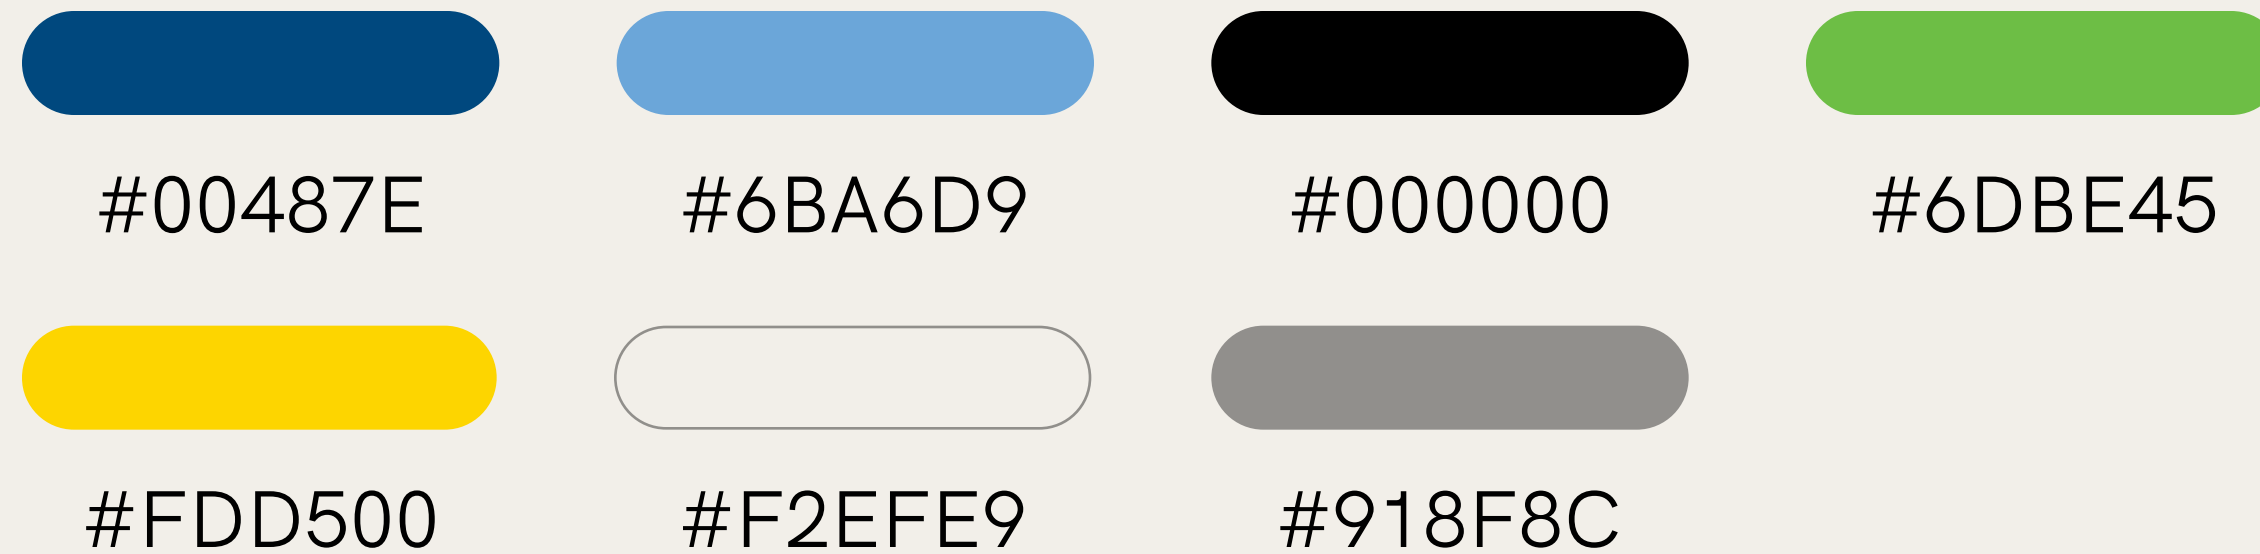 #00487E #6BA6D9 #000000 #6DBE45
#FDD500 #F2EFE9 #918F8C